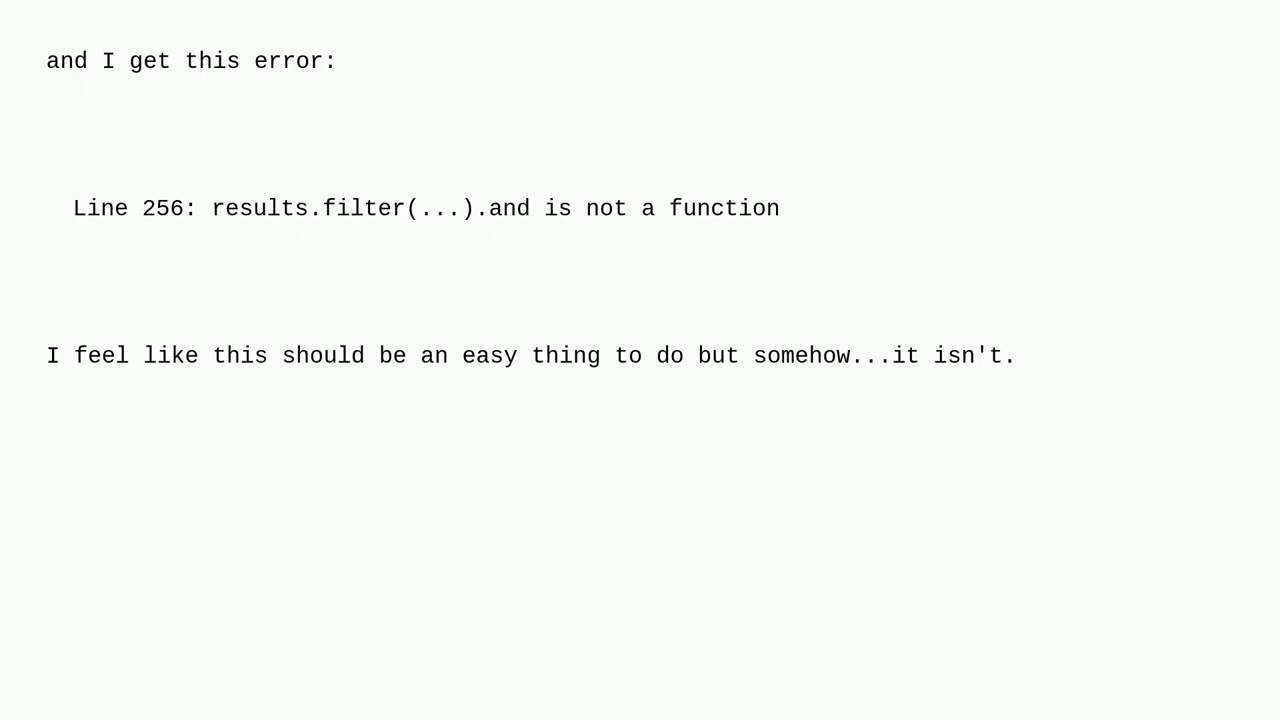 and I get this error:
Line 256: results.filter(...).and is not a function
I feel like this should be an easy thing to do but somehow...it isn't.